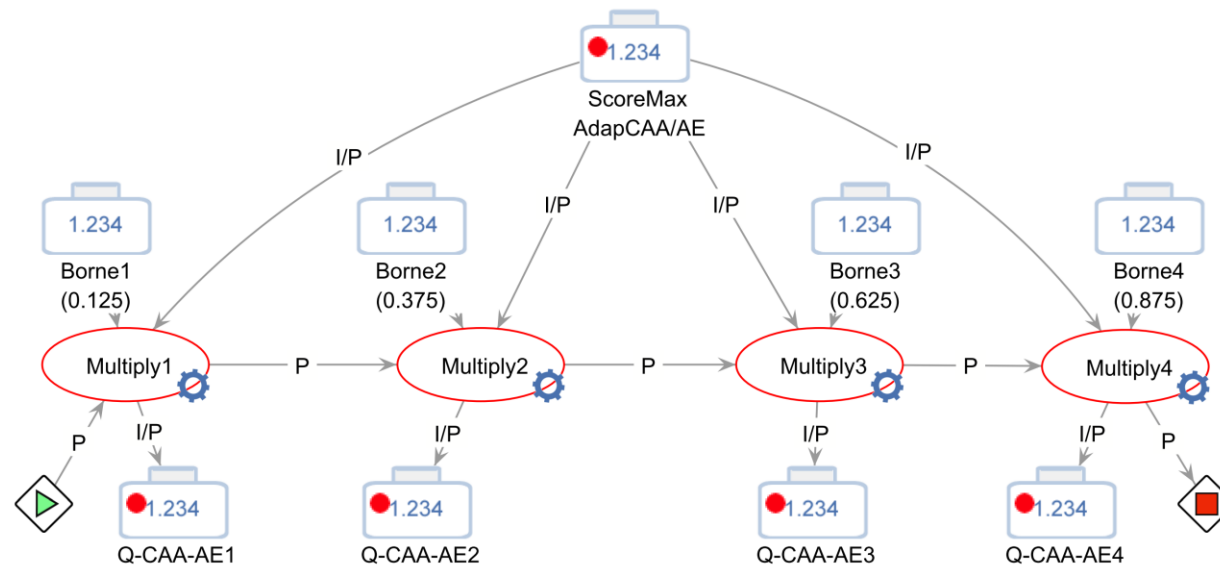 1.234
ScoreMax
AdapCAA/AE
I/P
I/P
I/P
I/P
1.234
Borne1
(0.125)
1.234
Borne2
(0.375)
1.234
Borne3
(0.625)
1.234
Borne4
(0.875)
Multiply1
P
Multiply2
P
Multiply3
P
Multiply4
P
I/P
I/P
I/P
I/P
P
1.234
Q-CAA-AE1
1.234
Q-CAA-AE2
1.234
Q-CAA-AE3
1.234
Q-CAA-AE4